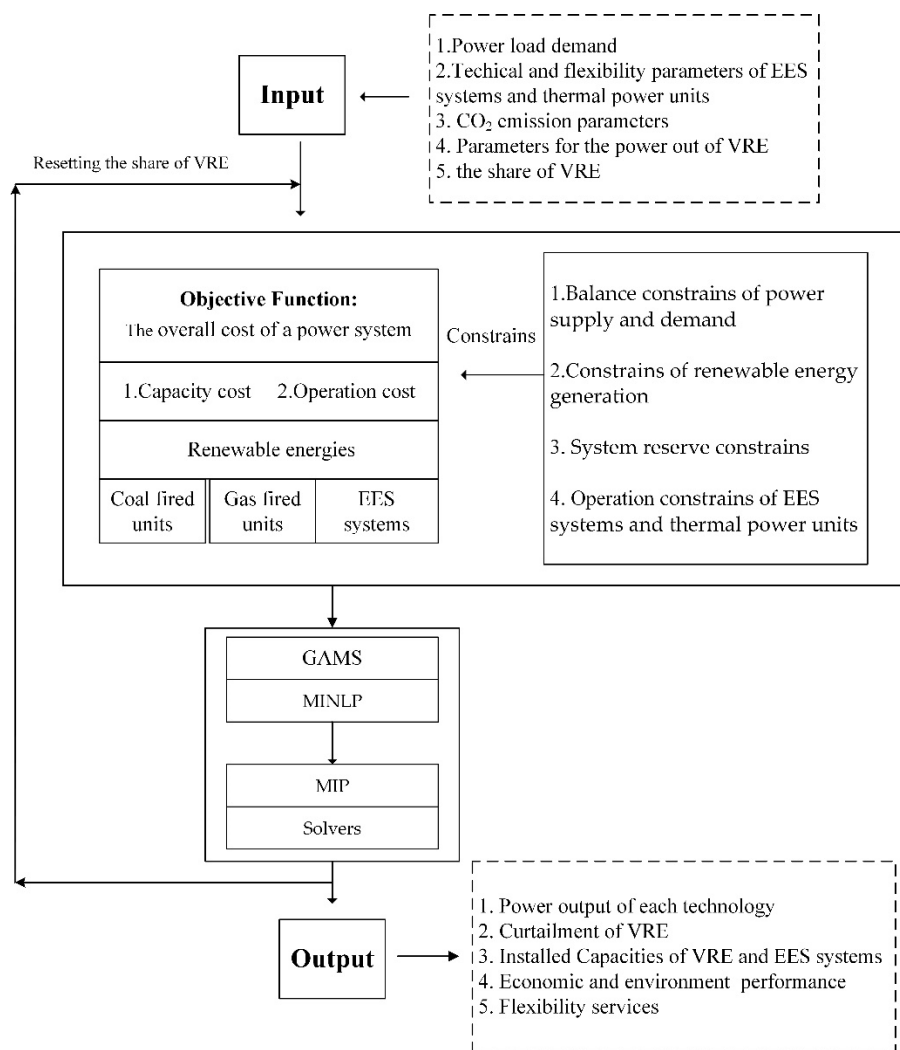 1.Power load demand
2.Techical and flexibility parameters of EES
systems and thermal power units
3. CO₂ emission parameters
4. Parameters for the power out of VRE
5. the share of VRE
Input
Resetting the share of VRE
Objective Function:
The overall cost of a power system
1.Capacity cost 2.Operation cost
Renewable energies
Coal fired
units
Gas fired
units
EES
systems
Constrains
1.Balance constrains of power
supply and demand
2.Constrains of renewable energy
generation
3. System reserve constrains
4. Operation constrains of EES
systems and thermal power units
GAMS
MINLP
MIP
Solvers
Output
1. Power output of each technology
2. Curtailment of VRE
3. Installed Capacities of VRE and EES systems
4. Economic and environment performance
5. Flexibility services